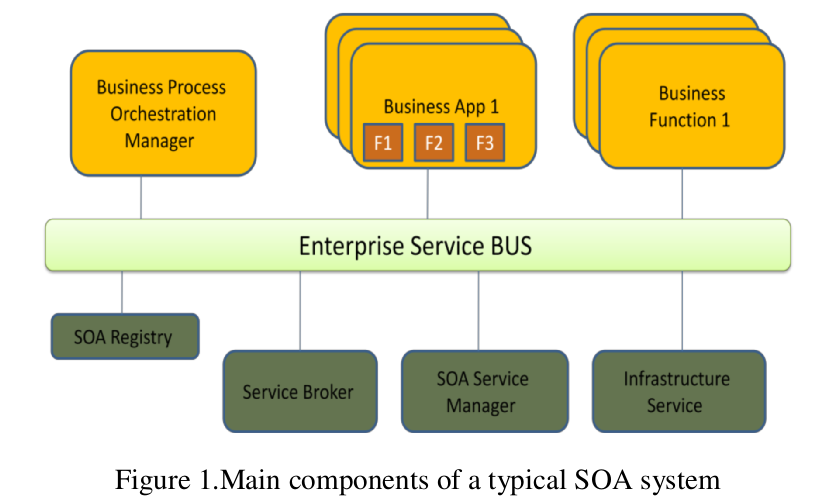 Business Process
Orchestration
Manager
Business App 1
F1 F2 F3
Business
Function 1
Enterprise Service BUS
SOA Registry
Service Broker
SOA Service
Manager
Infrastructure
Service
Figure 1.Main components of a typical SOA system